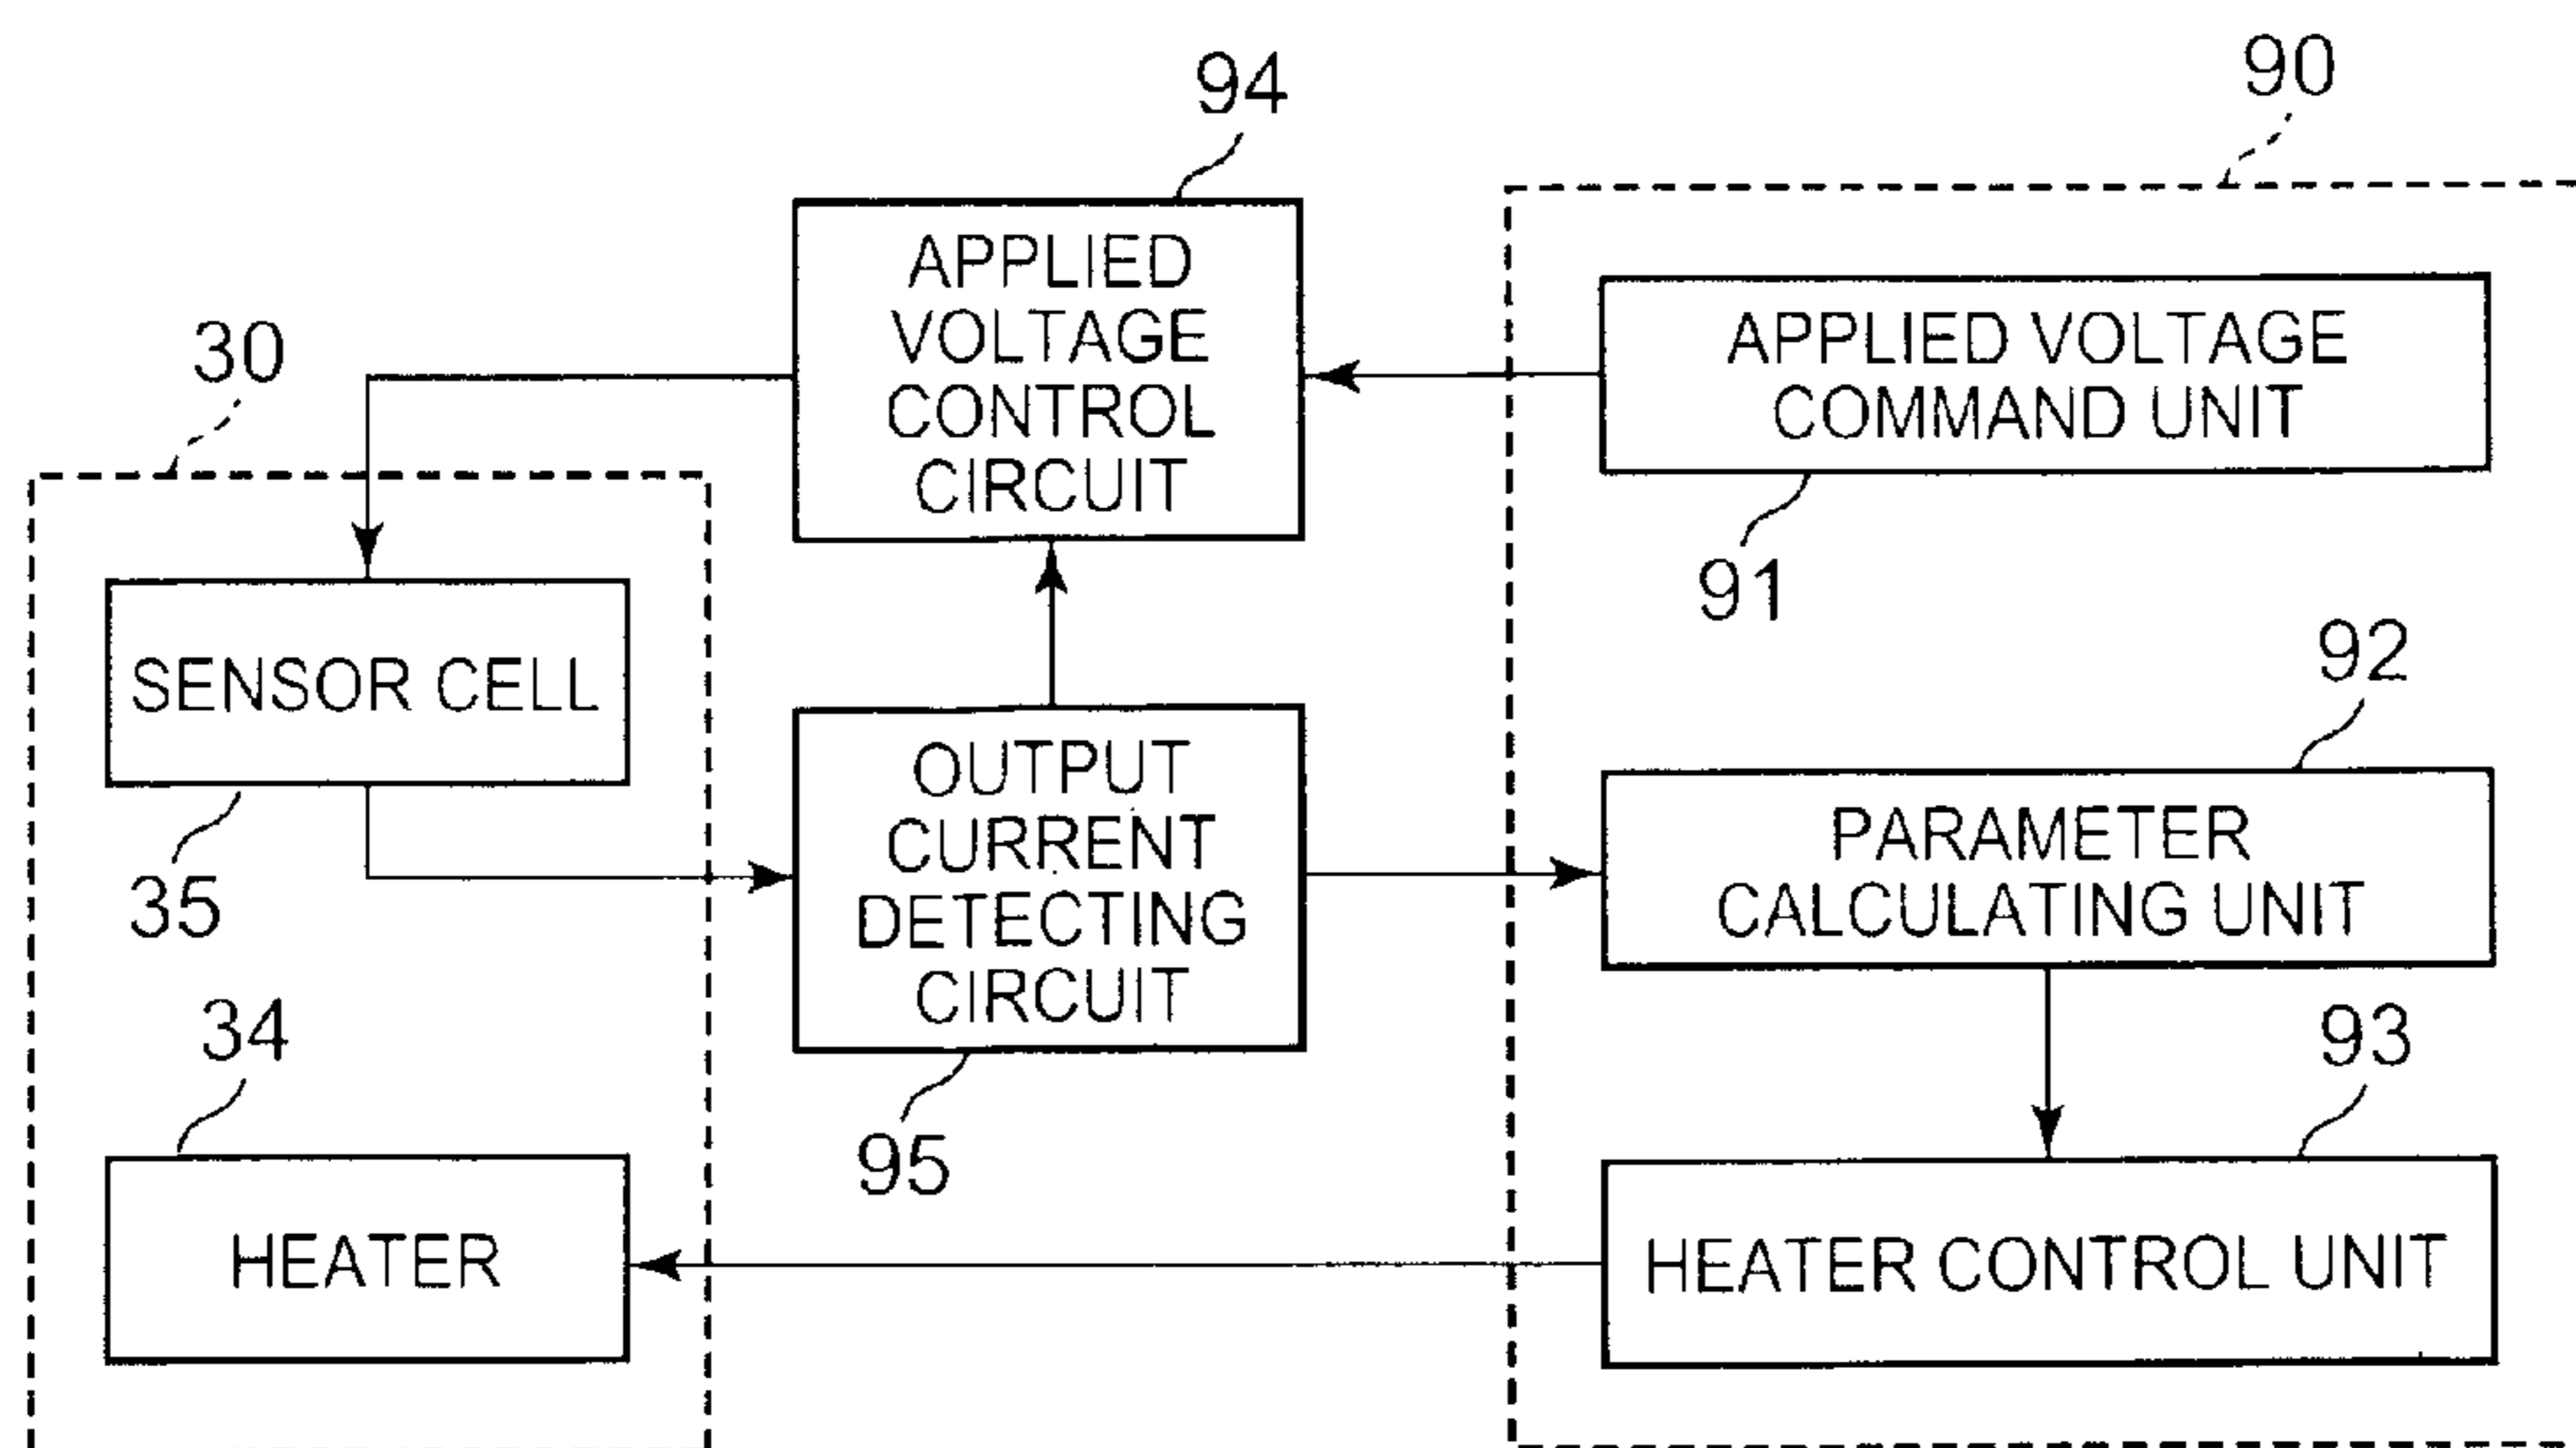 94
90
APPLIED
VOLTAGE
CONTROL
CIRCUIT
APPLIED VOLTAGE
COMMAND UNIT
30
91
SENSOR CELL
35
OUTPUT
CURRENT
DETECTING
CIRCUIT
92
PARAMETER
CALCULATING UNIT
34
95
93
HEATER
HEATER CONTROL UNIT